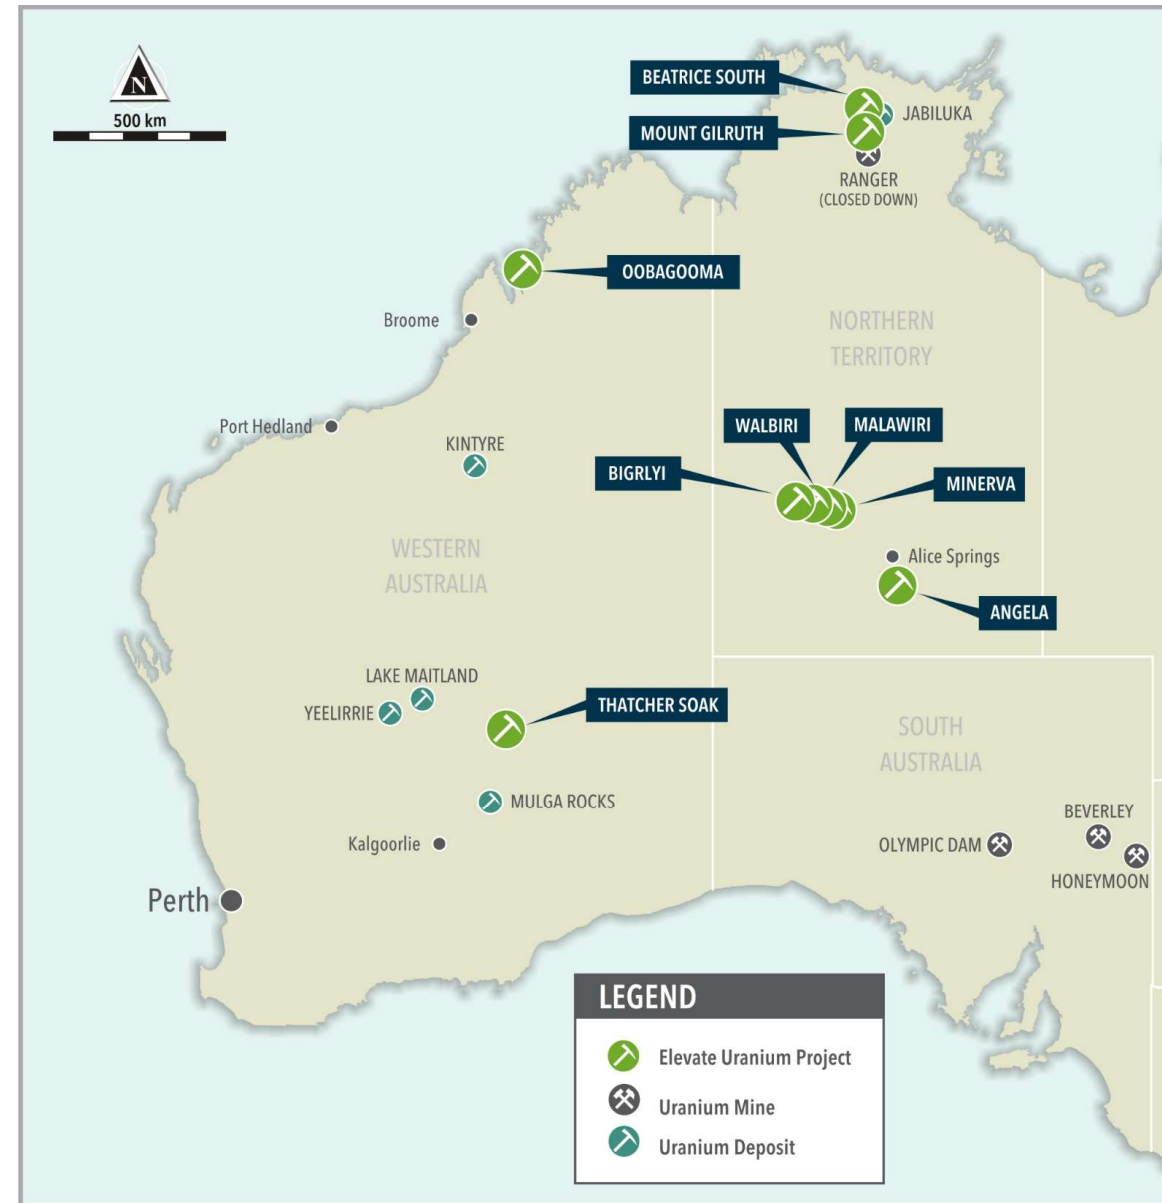 N
500 km
BEATRICE SOUTH
JABILUKA
MOUNT GILRUTH
RANGER
(CLOSED DOWN)
OOBAGOOMA
Broome
NORTHERN
TERRITORY
Port Hedland
KINTYRE
WALBIRI
MALAWIRI
BIGRLYI
MINERVA
WESTERN
AUSTRALIA
Alice Springs
ANGELA
LAKE MAITLAND
YEELIRRIE
THATCHER SOAK
SOUTH
AUSTRALIA
MULGA ROCKS
Kalgoorlie
BEVERLEY
OLYMPIC DAM
HONEYMOON
Perth
LEGEND
Elevate Uranium Project
Uranium Mine
Uranium Deposit